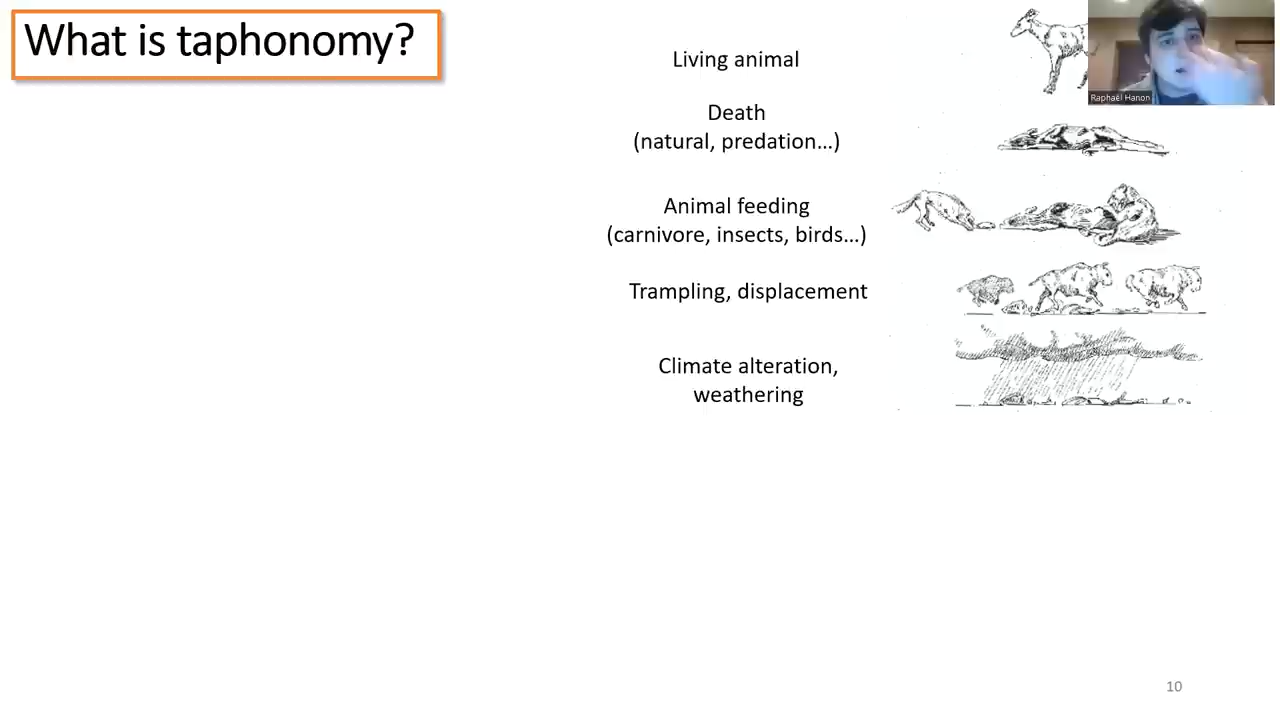 What is taphonomy?
Living animal
Raphaël Hanon
Death
(natural, predation...)
Animal feeding
(carnivore, insects, birds...)
Trampling, displacement
Climate alteration,
weathering
10